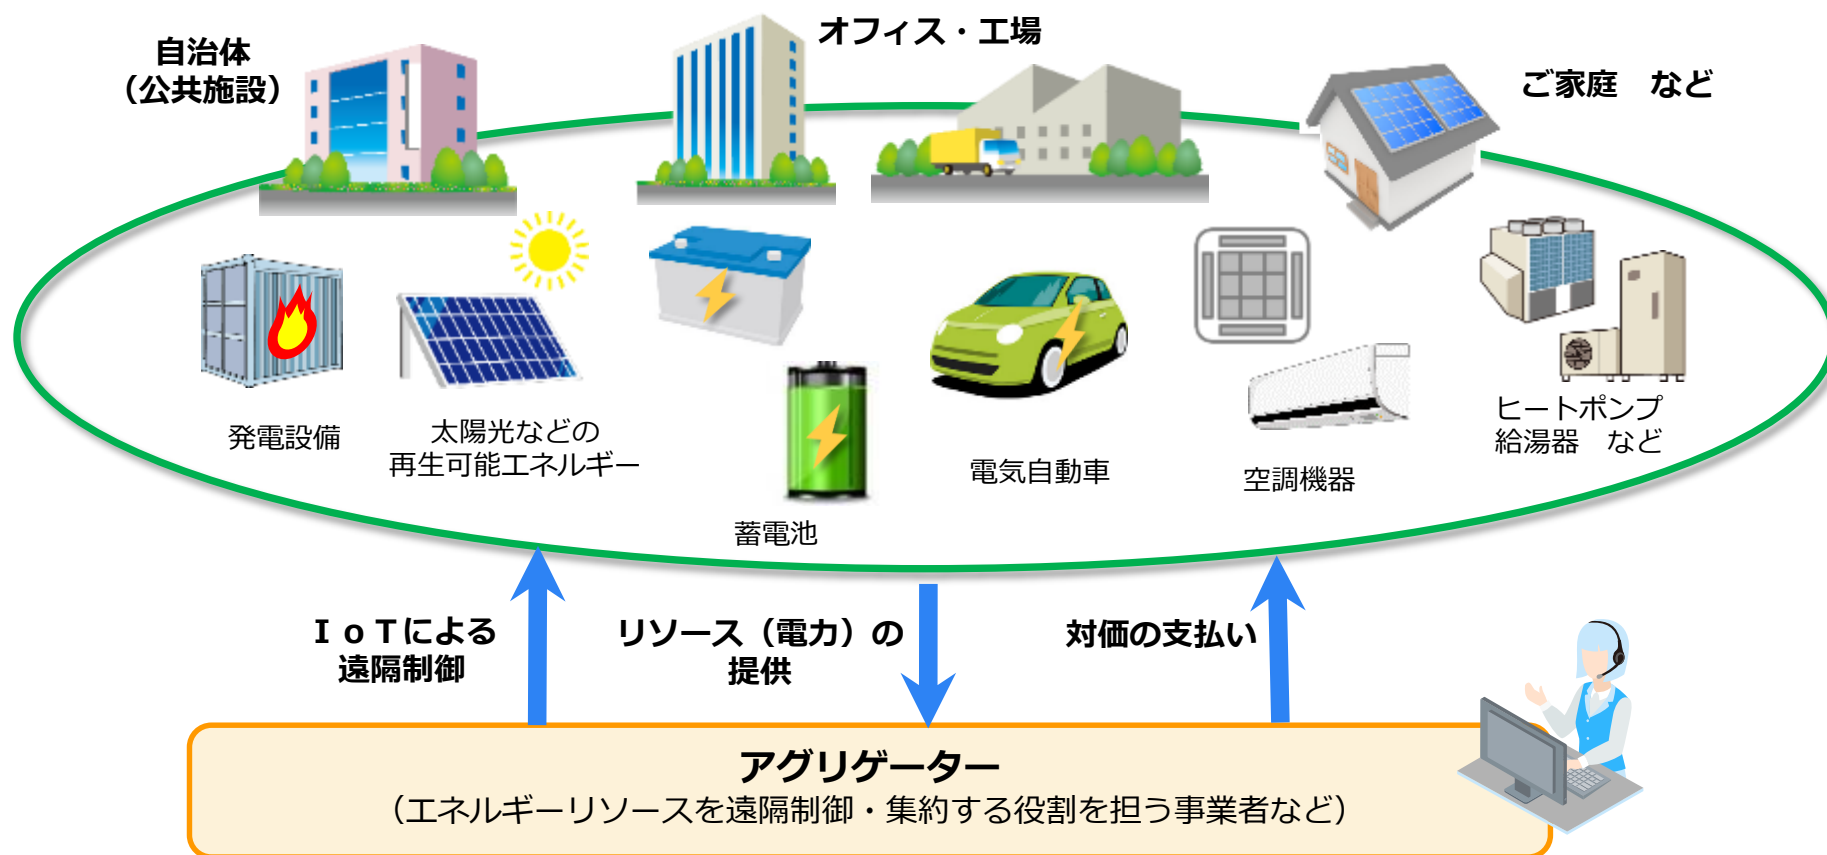 自治体
（公共施設）
オフィス・工場
ご家庭　など
発電設備
太陽光などの
再生可能エネルギー
蓄電池
電気自動車
空調機器
ヒートポンプ
給湯器　など
ＩｏＴによる
遠隔制御
リソース（電力）の
提供
対価の支払い
アグリゲーター
（エネルギーリソースを遠隔制御・集約する役割を担う事業者など）